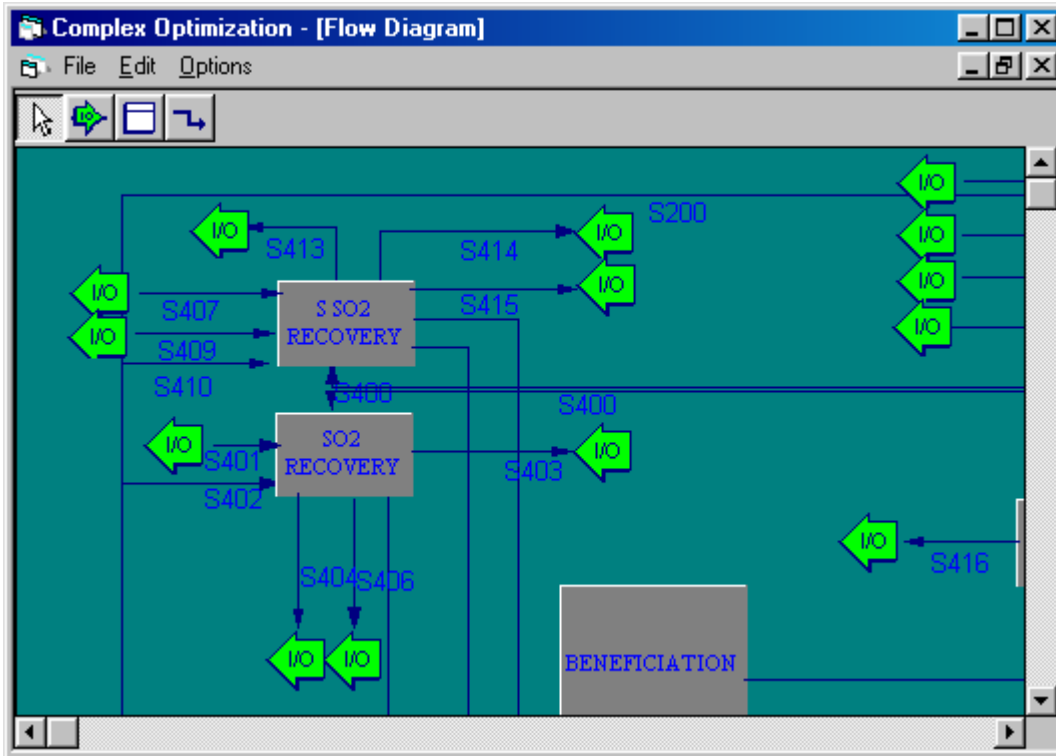 Complex Optimization - [Flow Diagram]
File Edit Options
I/O
I/O
S200
I/O
I/O
I/O
S413
S414
I/O
I/O
I/O
S407
S SO2
RECOVERY
S415
I/O
I/O
S409
S410
S400
S400
I/O
S401
SO2
RECOVERY
S403
I/O
S402
I/O
S416
S404
S406
I/O
I/O
BENEFICIATION